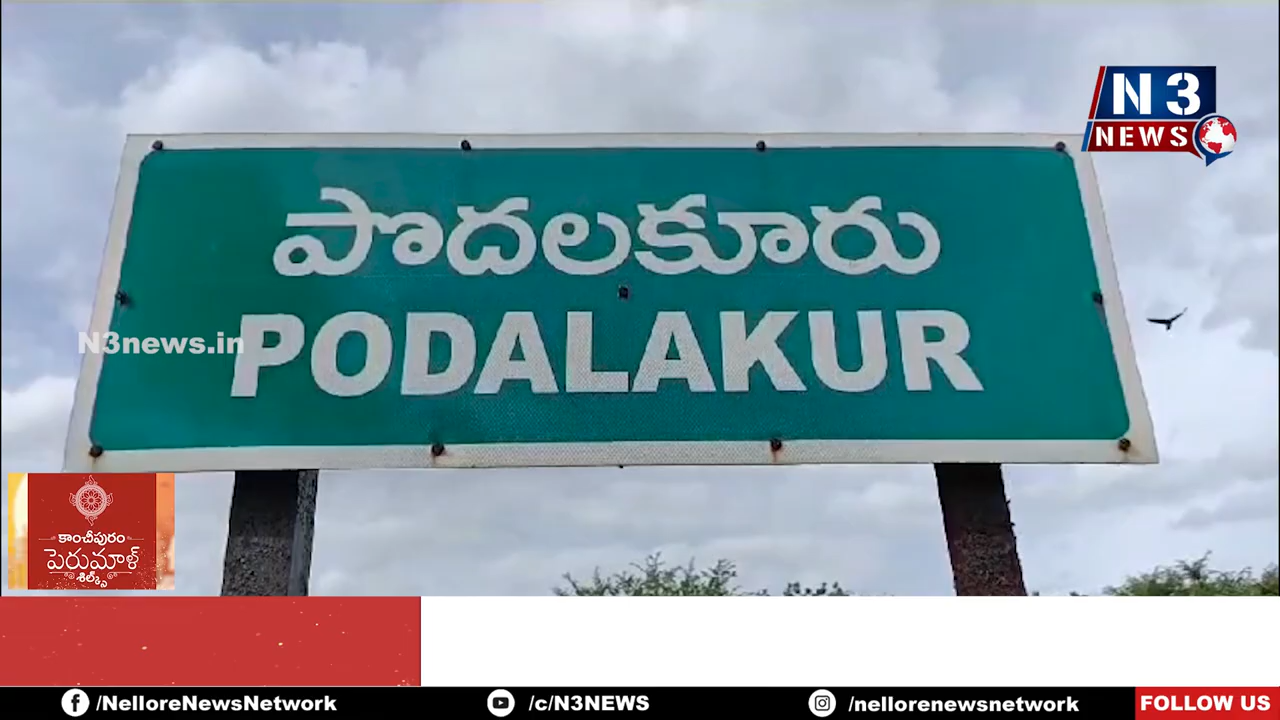 N3
NEWS
పొదలకూరు
PODALAKUR
N3news.in
కాంచీపురం
పెరుమాళ్
సిల్క్స్
/NelloreNewsNetwork
/c/N3NEWS
/nellorenewsnetwork
FOLLOW US